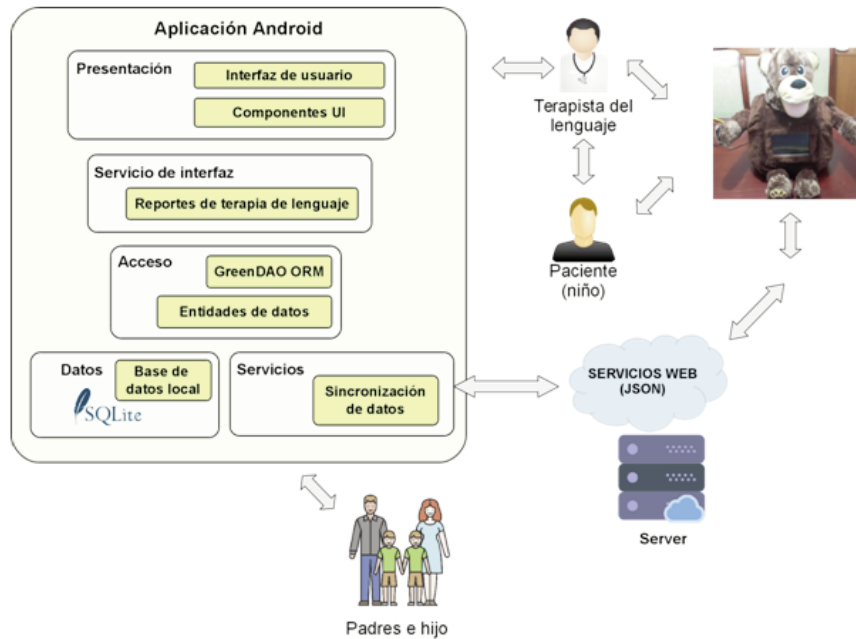 Aplicación Android
Presentación
Interfaz de usuario
Componentes UI
Servicio de interfaz
Reportes de terapia de lenguaje
Acceso
GreenDAO ORM
Entidades de datos
Datos
Base de
datos local
SQLite
Servicios
Sincronización
de datos
Terapista del
lenguaje
Paciente
(niño)
SERVICIOS WEB
(JSON)
Server
Padres e hijo